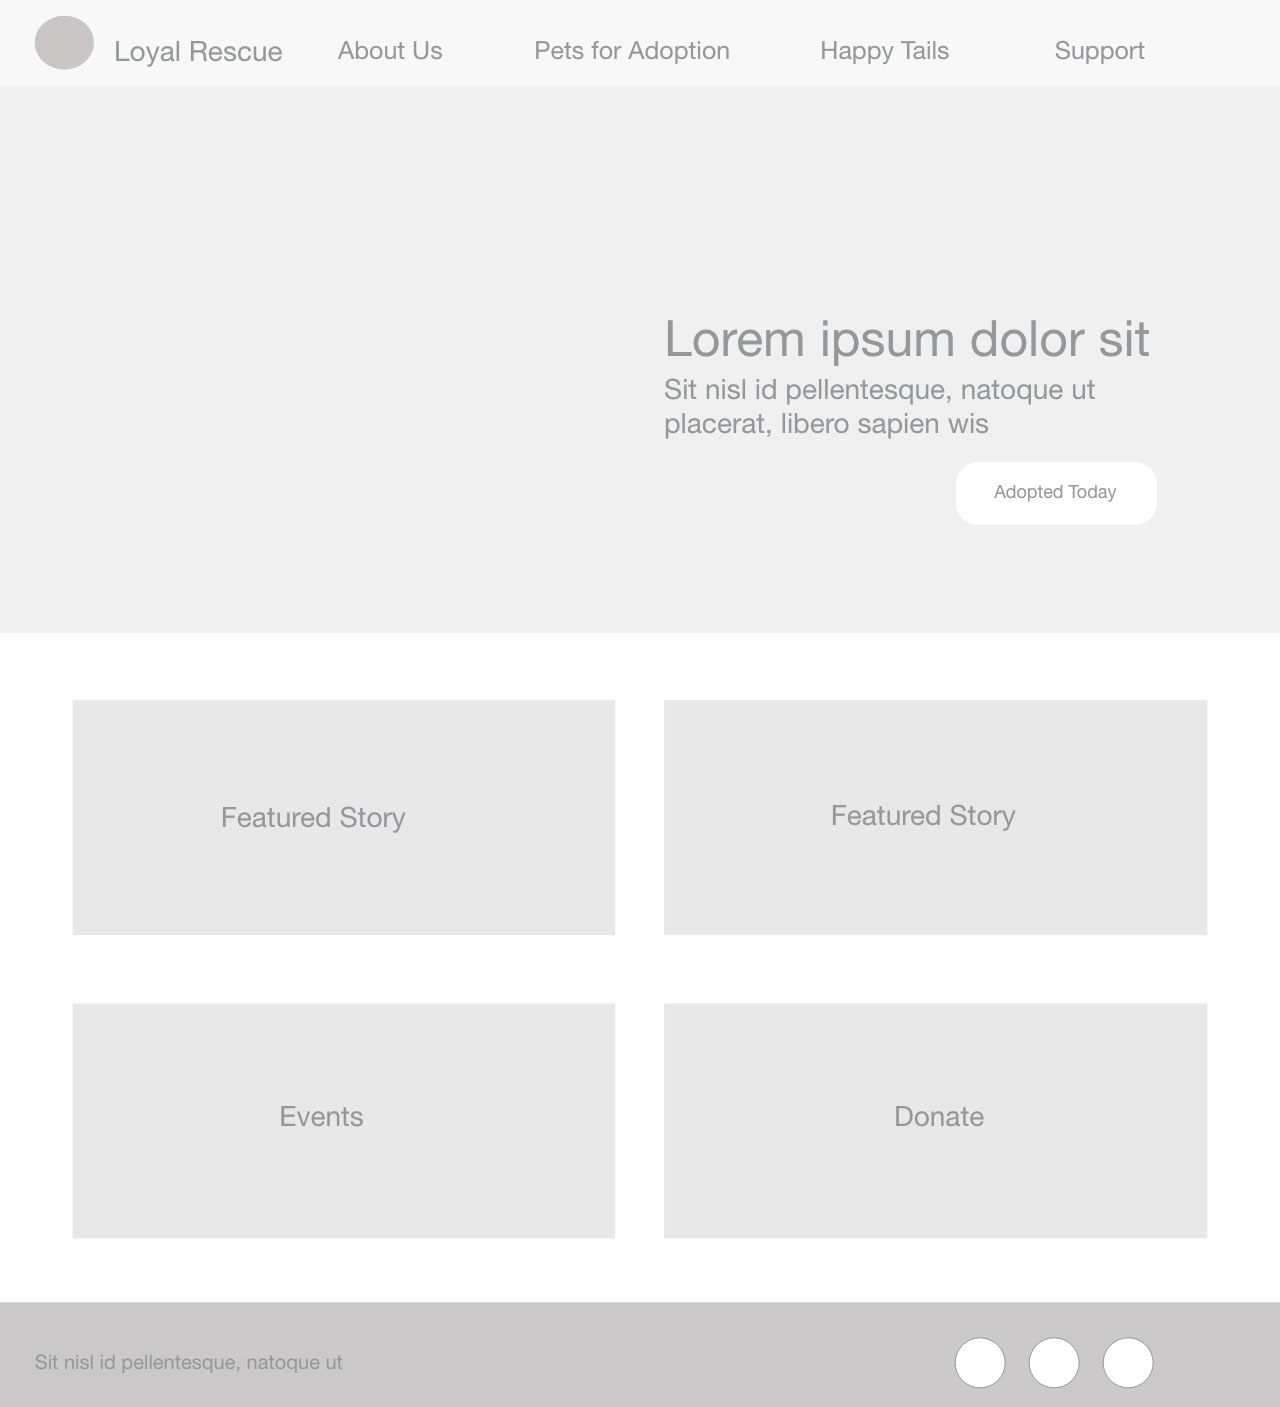 Loyal Rescue
About Us
Pets for Adoption
Happy Tails
Support
Lorem ipsum dolor sit
Sit nisl id pellentesque, natoque ut
placerat, libero sapien wis
Adopted Today
Featured Story
Featured Story
Events
Donate
Sit nisl id pellentesque, natoque ut